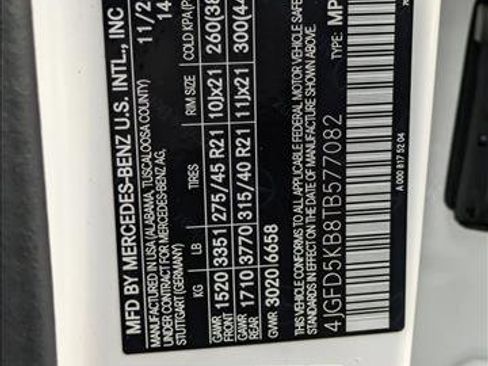 MFD BY MERCEDES-BENZ U.S. INTL., INC 11/2
IN USA (ALABAMA, TUSCALOOSA COUNTY) 14
UNDER CONTRACT FOR MERCEDES-BENZ AG,
STUTTGART (GERMANY)
KG LB TIRES RIM SIZE COLD KPA/(P
GAWR FRONT 1520 3351 275/45 R21 10Jx21 260(38
GAWR REAR 1710 3770 315/40 R21 11Jx21 300(44
GVWR 3020 6658
THIS VEHICLE CONFORMS TO ALL APPLICABLE FEDERAL MOTOR VEHICLE SAFE
IN EFFECT ON THE DATE OF MANUFACTURE SHOWN ABOVE.
4JGFD5KB8TB577082 TYPE: MP
A 000 817 52 04